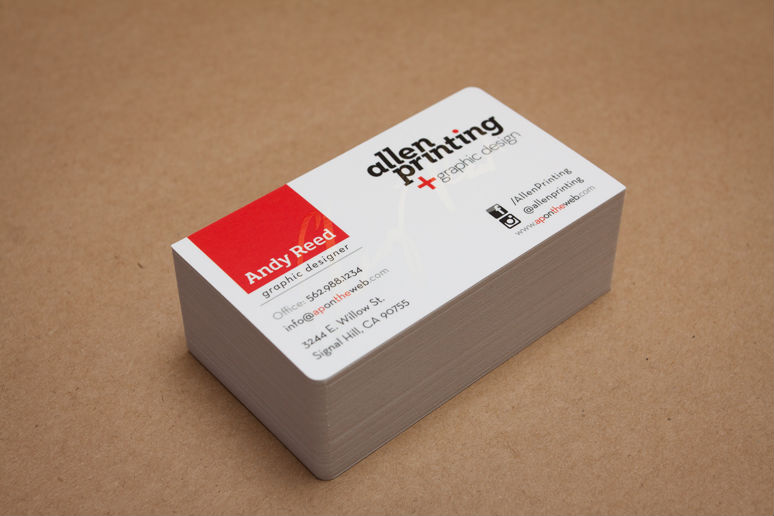 allen
printing
+ graphic design
Andy Reed
graphic designer
Office: 562.988.1234
info@apontheweb.com
3244 E. Willow St.
Signal Hill, CA 90755
/AllenPrinting
@allenprinting
www.apontheweb.com